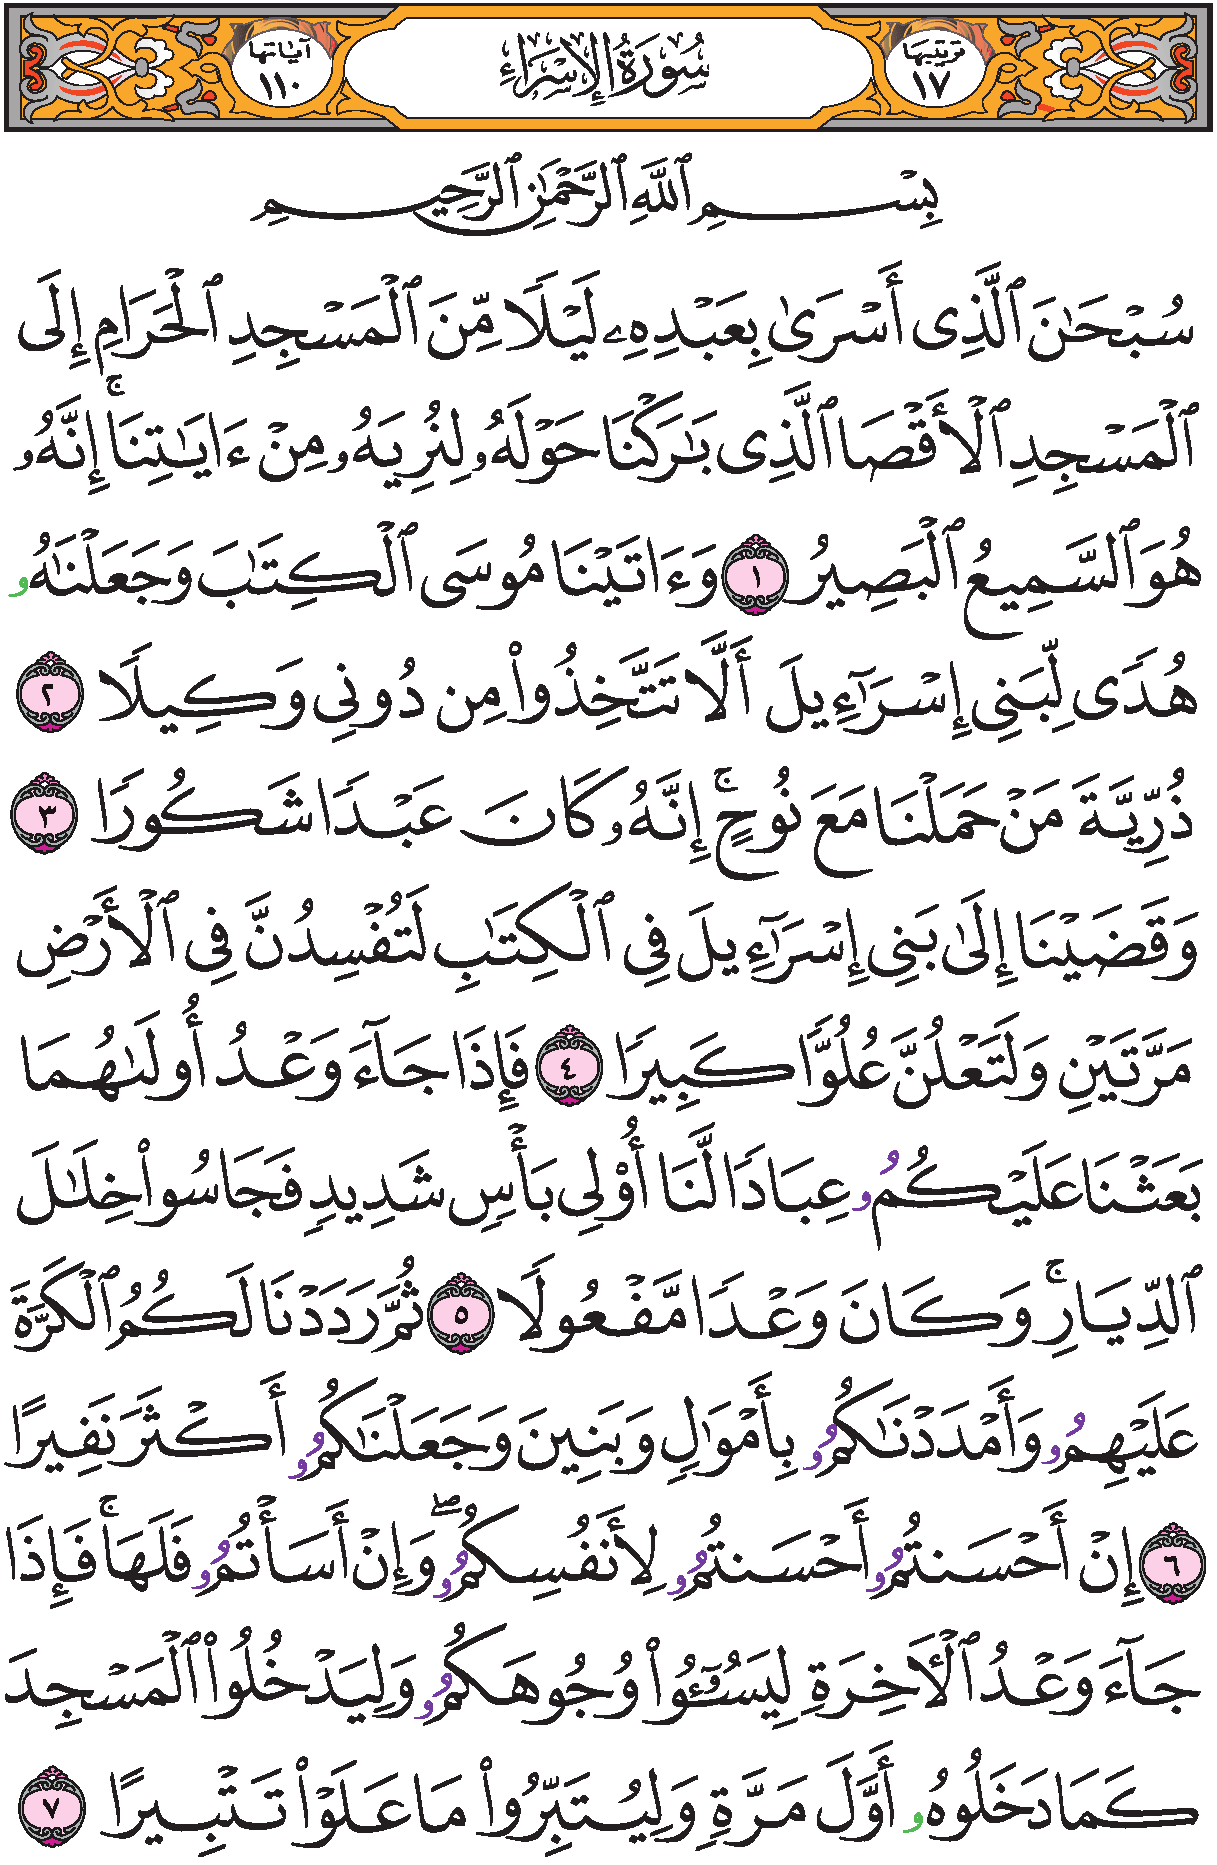 ترتيبها ١٧ سُورَةُ الإِسْرَاءِ آياتها ١١٠
بِسْمِ ٱللَّهِ ٱلرَّحْمَٰنِ ٱلرَّحِيمِ
سُبْحَٰنَ ٱلَّذِى أَسْرَىٰ بِعَبْدِهِۦ لَيْلًا مِّنَ ٱلْمَسْجِدِ ٱلْحَرَامِ إِلَى
ٱلْمَسْجِدِ ٱلْأَقْصَا ٱلَّذِى بَٰرَكْنَا حَوْلَهُۥ لِنُرِيَهُۥ مِنْ ءَايَٰتِنَا ۚ إِنَّهُۥ
هُوَ ٱلسَّمِيعُ ٱلْبَصِيرُ ١ وَءَاتَيْنَا مُوسَى ٱلْكِتَٰبَ وَجَعَلْنَٰهُۥ
هُدًى لِّبَنِى إِسْرَآءِيلَ أَلَّا تَتَّخِذُوا۟ مِن دُونِى وَكِيلًا ٢
ذُرِّيَّةَ مَنْ حَمَلْنَا مَعَ نُوحٍ ۚ إِنَّهُۥ كَانَ عَبْدًا شَكُورًا ٣
وَقَضَيْنَا إِلَىٰ بَنِى إِسْرَآءِيلَ فِى ٱلْكِتَٰبِ لَتُفْسِدُنَّ فِى ٱلْأَرْضِ
مَرَّتَيْنِ وَلَتَعْلُنَّ عُلُوًّا كَبِيرًا ٤ فَإِذَا جَآءَ وَعْدُ أُولَىٰهُمَا
بَعَثْنَا عَلَيْكُمُۥ عِبَادًا لَّنَا أُو۟لِى بَأْسٍ شَدِيدٍ فَجَاسُوا۟ خِلَٰلَ
ٱلدِّيَارِ ۚ وَكَانَ وَعْدًا مَّفْعُولًا ٥ ثُمَّ رَدَدْنَا لَكُمُ ٱلْكَرَّةَ
عَلَيْهِمُۥ وَأَمْدَدْنَٰكُمُۥ بِأَمْوَٰلٍ وَبَنِينَ وَجَعَلْنَٰكُمُۥ أَكْثَرَ نَفِيرًا
٦ إِنْ أَحْسَنتُمُۥ أَحْسَنتُمُۥ لِأَنفُسِكُمُۥ ۖ وَإِنْ أَسَأْتُمُۥ فَلَهَا ۚ فَإِذَا
جَآءَ وَعْدُ ٱلْأَخِرَةِ لِيَسُـֽٔۥٓـُٔوا۟ وُجُوهَكُمُۥ وَلِيَدْخُلُوا۟ ٱلْمَسْجِدَ
كَمَا دَخَلُوهُۥ أَوَّلَ مَرَّةٍ وَلِيُتَبِّرُوا۟ مَا عَلَوْا۟ تَتْبِيرًا ٧